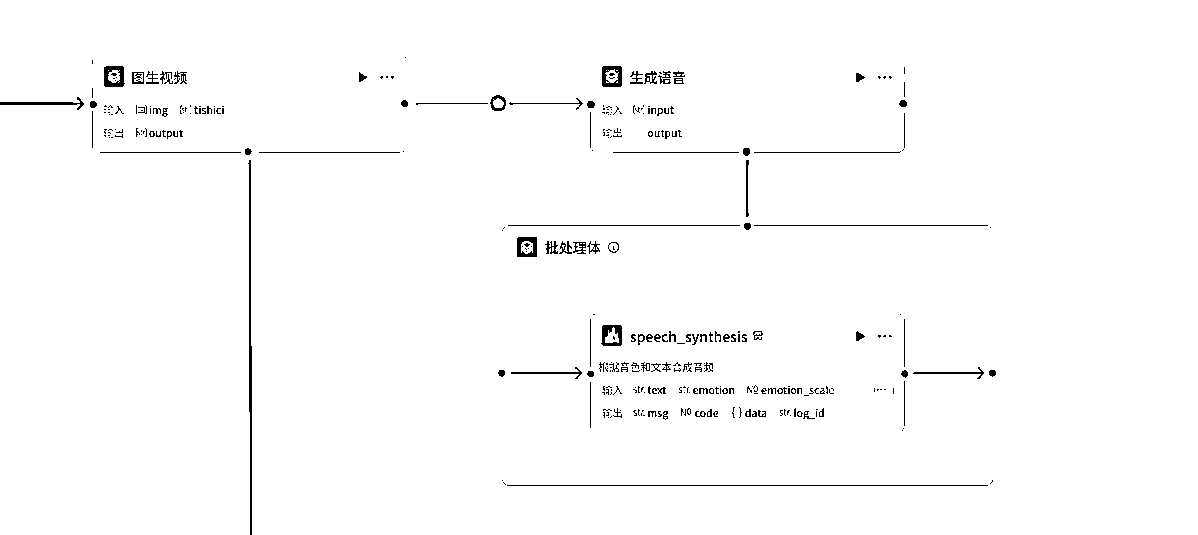 图生视频
输入 img tishici
输出 output
生成语音
输入 input
输出 output
批处理体
speech_synthesis
根据音色和文本合成音频
输入 str. text str. emotion № emotion_scale
输出 str. msg № code { } data str. log_id